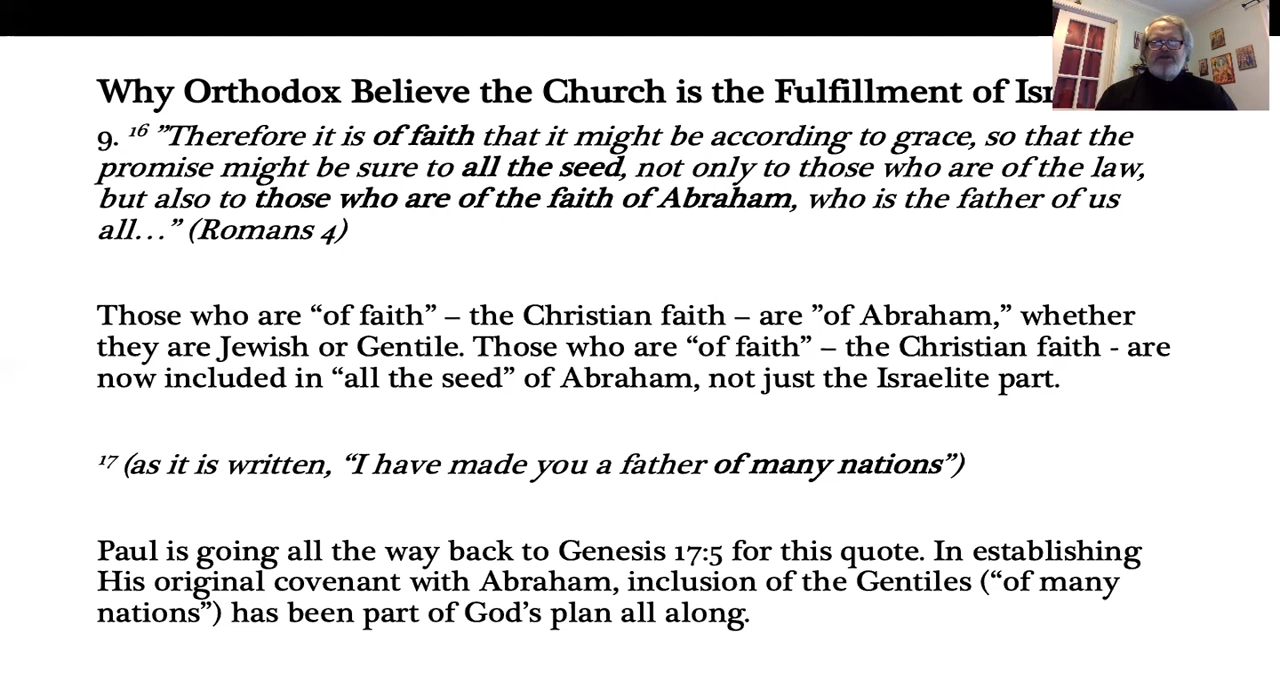 Why Orthodox Believe the Church is the Fulfillment of
9. 16 ”Therefore it is of faith that it might be according to grace, so that the
promise might be sure to all the seed, not only to those who are of the law,
but also to those who are of the faith of Abraham, who is the father of us
all…” (Romans 4)
Those who are “of faith” – the Christian faith – are ”of Abraham,” whether
they are Jewish or Gentile. Those who are “of faith” – the Christian faith - are
now included in “all the seed” of Abraham, not just the Israelite part.
17 (as it is written, “I have made you a father of many nations”)
Paul is going all the way back to Genesis 17:5 for this quote. In establishing
His original covenant with Abraham, inclusion of the Gentiles (“of many
nations”) has been part of God’s plan all along.